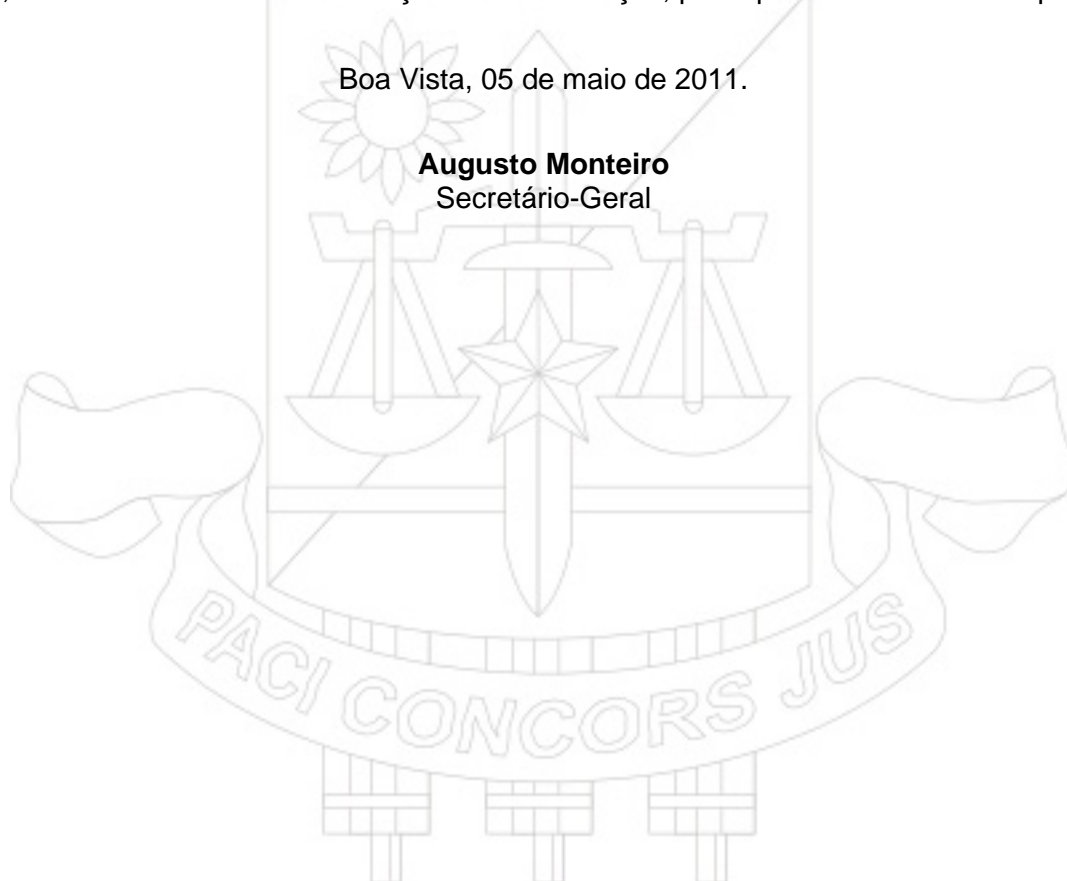 Boa Vista, 05 de maio de 2011.
Augusto Monteiro
Secretário-Geral
PACI CONCORS JUS